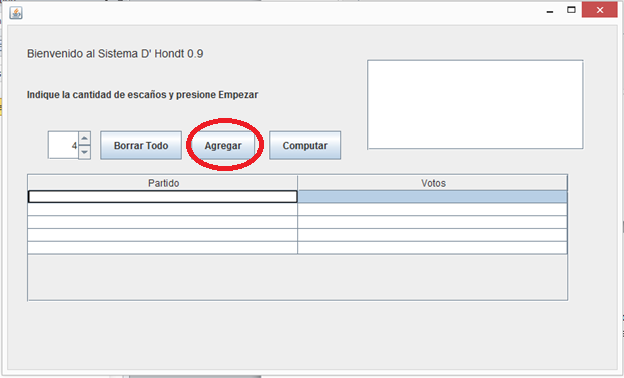 Bienvenido al Sistema D' Hondt 0.9
Indique la cantidad de escaños y presione Empezar
4 Borrar Todo Agregar Computar
Partido Votos